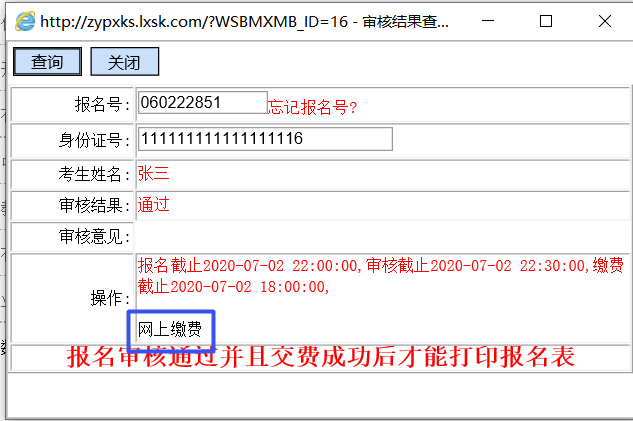 http://zypxks.lxsk.com/?WSBMXMB_ID=16 - 审核结果查...
查询 关闭
报名号: 060222851 忘记报名号?
身份证号: 111111111111111116
考生姓名: 张三
审核结果: 通过
审核意见:
报名截止2020-07-02 22:00:00,审核截止2020-07-02 22:30:00,缴费
截止2020-07-02 18:00:00,
操作:
网上缴费
报名审核通过并且交费成功后才能打印报名表